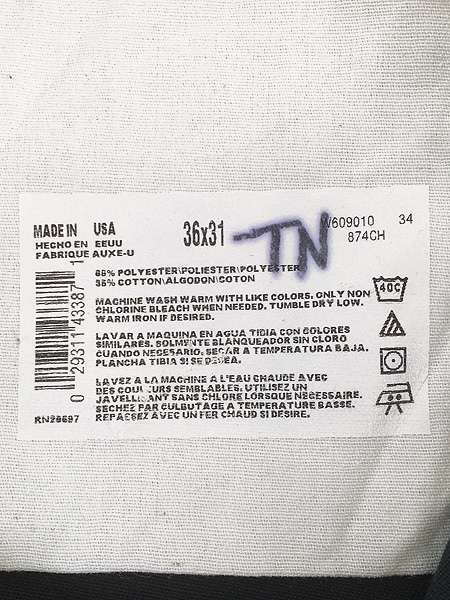 MADE IN USA
HECHO EN EEUU
FABRIQUE AUX E-U
36x31
TN
W609010 34
874CH
65% POLYESTER\POLIESTER\POLYESTER
35% COTTON\ALGODON\COTON
MACHINE WASH WARM WITH LIKE COLORS. ONLY NON
CHLORINE BLEACH WHEN NEEDED. TUMBLE DRY LOW.
WARM IRON IF DESIRED.
LAVAR A MAQUINA EN AGUA TIBIA CON COLORES
SIMILARES. SOLMENTE BLANQUEADOR SIN CLORO
CUANDO NECESARIO. SECAR A TEMPERATURA BAJA.
PLANCHA TIBIA SI SE DESEA.
LAVEZ A LA MACHINE A L'EAU CHAUDE AVEC
DES COULEURS SEMBLABLES. UTILISEZ UN
JAVELLISANT SANS CHLORE LORSQUE NECESSAIRE.
SECHEZ PAR CULBUTAGE A TEMPERATURE BASSE.
REPASSEZ AVEC UN FER CHAUD SI DESIRE.
40C
0 29311 43387 1
RN26697